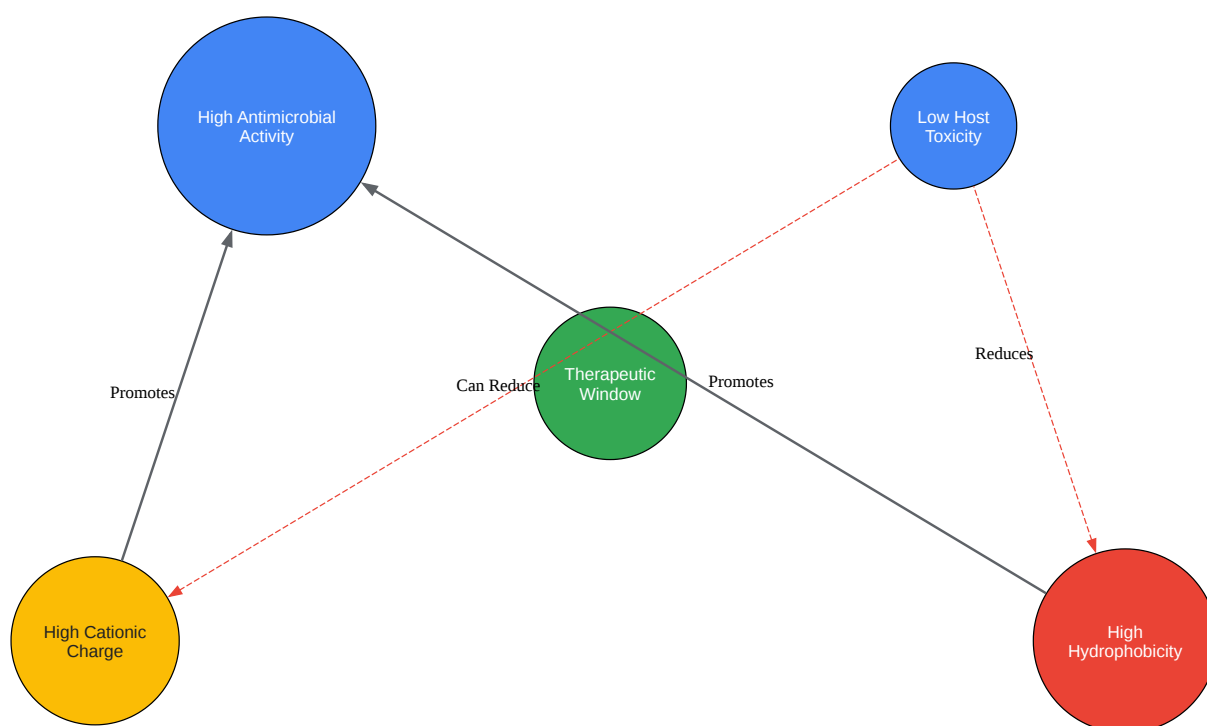 High Antimicrobial
Activity
Low Host
Toxicity
Reduces
Therapeutic
Window
Promotes
Can Reduce
Promotes
High Cationic
Charge
High
Hydrophobicity